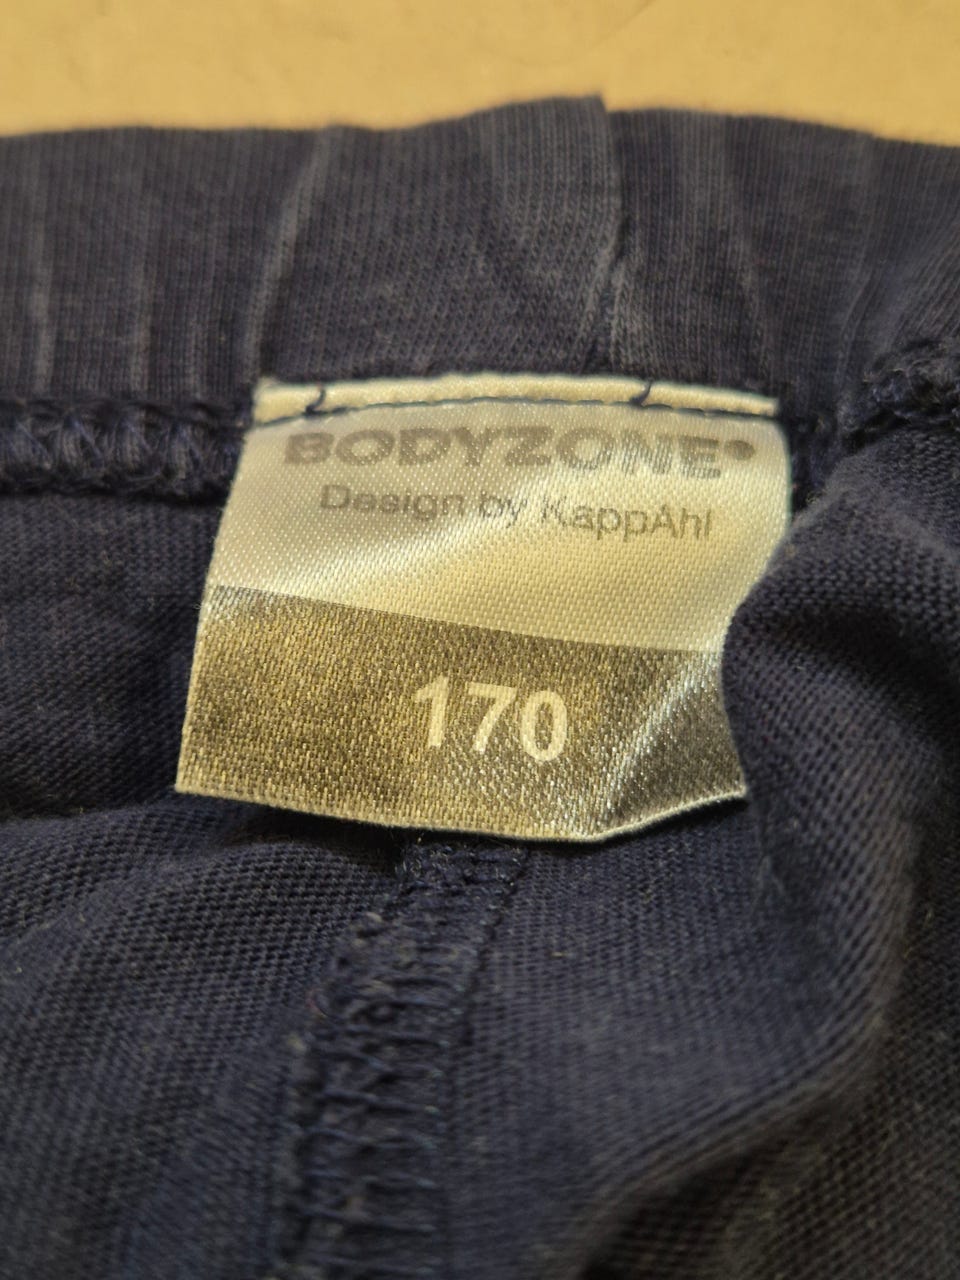 BODYZONE•
Design by KappAhl
170